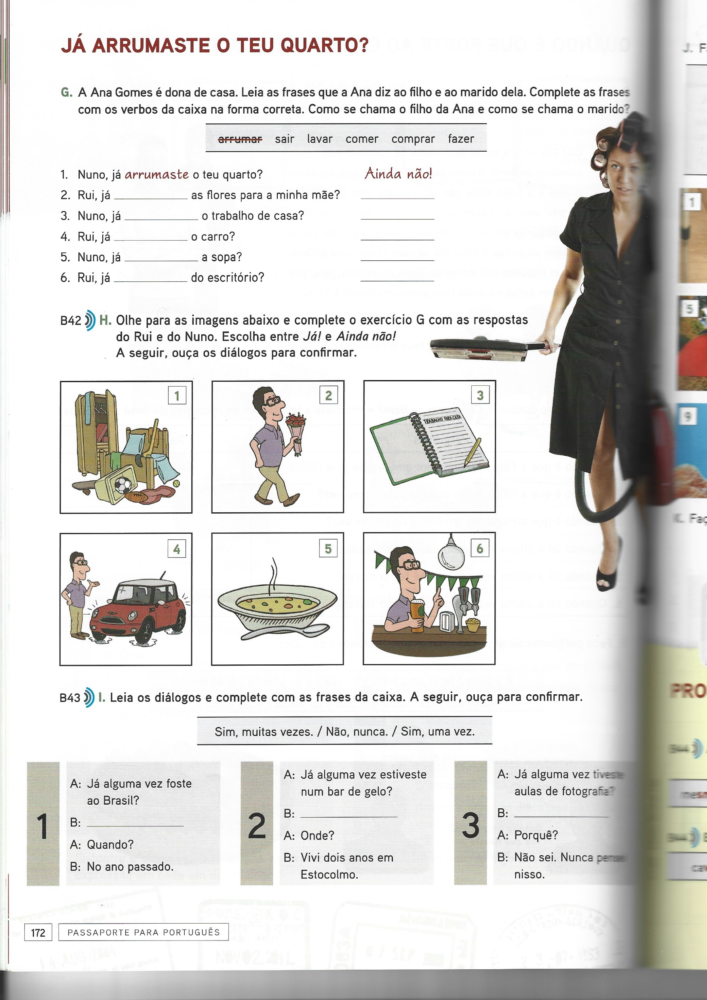 JÁ ARRUMASTE O TEU QUARTO?
G. A Ana Gomes é dona de casa. Leia as frases que a Ana diz ao filho e ao marido dela. Complete as frases
com os verbos da caixa na forma correta. Como se chama o filho da Ana e como se chama o marido?
arrumar sair lavar comer comprar fazer
1. Nuno, já arrumaste o teu quarto? Ainda não!
2. Rui, já ____________ as flores para a minha mãe? ____________
3. Nuno, já ____________ o trabalho de casa? ____________
4. Rui, já ____________ o carro? ____________
5. Nuno, já ____________ a sopa? ____________
6. Rui, já ____________ do escritório? ____________
B42 H. Olhe para as imagens abaixo e complete o exercício G com as respostas
do Rui e do Nuno. Escolha entre Já! e Ainda não!
A seguir, ouça os diálogos para confirmar.
1
2
3
TRABALHO PARA CASA
4
5
6
B43 I. Leia os diálogos e complete com as frases da caixa. A seguir, ouça para confirmar.
Sim, muitas vezes. / Não, nunca. / Sim, uma vez.
1
A: Já alguma vez foste
ao Brasil?
B: ____________
A: Quando?
B: No ano passado.
2
A: Já alguma vez estiveste
num bar de gelo?
B: ____________
A: Onde?
B: Vivi dois anos em
Estocolmo.
3
A: Já alguma vez tiveste
aulas de fotografia?
B: ____________
A: Porquê?
B: Não sei. Nunca pensei
nisso.
172 PASSAPORTE PARA PORTUGUÊS
J.
1
5
9
K.
PRO